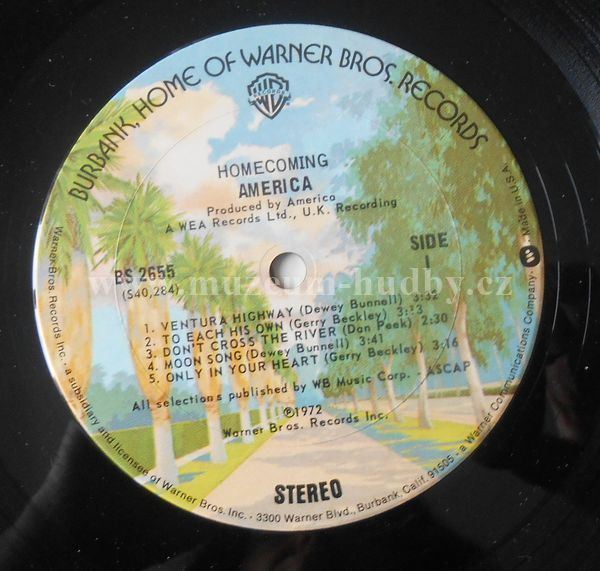 BURBANK, HOME OF WARNER BROS. RECORDS
WB
RECORDS
HOMECOMING
AMERICA
Produced by America
A WEA Records Ltd., U.K. Recording
BS 2655
(S40,284)
SIDE
1
www.muzeum-hudby.cz
1. VENTURA HIGHWAY (Dewey Bunnell) 3:32
2. TO EACH HIS OWN (Gerry Beckley) 3:13
3. DON'T CROSS THE RIVER (Dan Peek) 2:30
4. MOON SONG (Dewey Bunnell) 3:41
5. ONLY IN YOUR HEART (Gerry Beckley) 3:16
All selections published by WB Music Corp. - ASCAP
℗1972
Warner Bros. Records Inc.
STEREO
Warner Bros. Records Inc. - a subsidiary and licensee of Warner Bros. Inc. - 3300 Warner Blvd., Burbank, Calif. 91505 - a Warner Communications Company - Made in U.S.A.